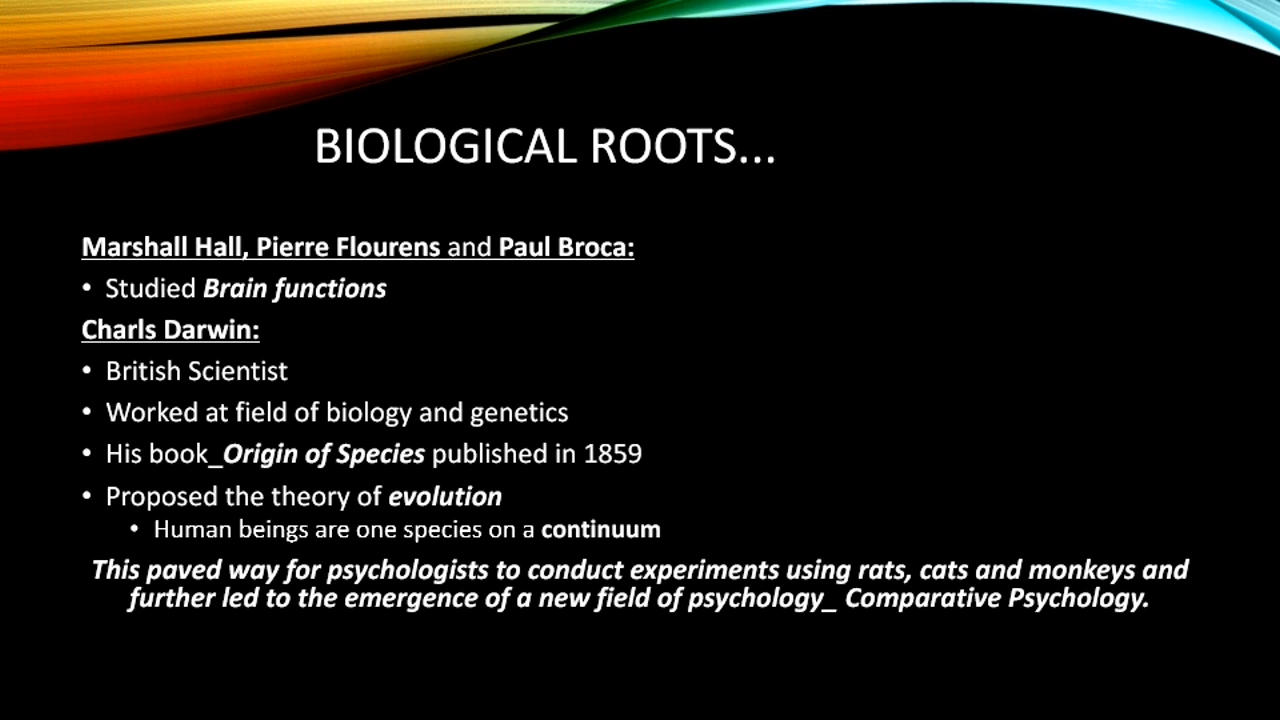 BIOLOGICAL ROOTS...
Marshall Hall, Pierre Flourens and Paul Broca:
• Studied Brain functions
Charls Darwin:
• British Scientist
• Worked at field of biology and genetics
• His book_Origin of Species published in 1859
• Proposed the theory of evolution
• Human beings are one species on a continuum
This paved way for psychologists to conduct experiments using rats, cats and monkeys and
further led to the emergence of a new field of psychology_ Comparative Psychology.